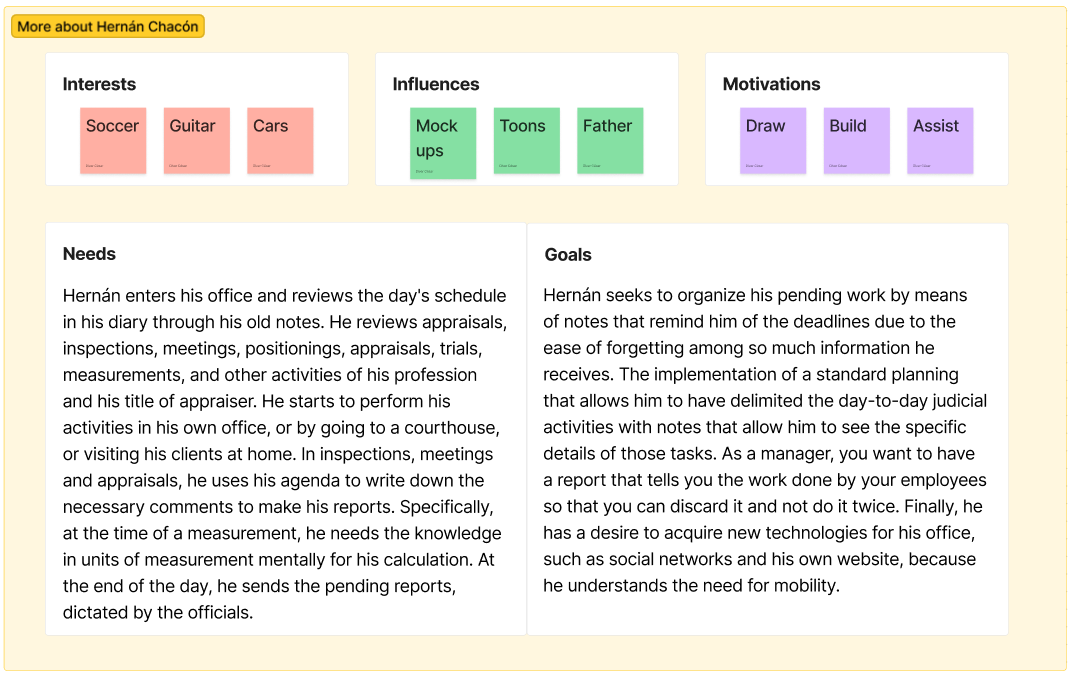 More about Hernán Chacón
Interests
Soccer
Guitar
Cars
Influences
Mock
ups
Toons
Father
Motivations
Draw
Build
Assist
Needs
Hernán enters his office and reviews the day's schedule
in his diary through his old notes. He reviews appraisals,
inspections, meetings, positionings, appraisals, trials,
measurements, and other activities of his profession
and his title of appraiser. He starts to perform his
activities in his own office, or by going to a courthouse,
or visiting his clients at home. In inspections, meetings
and appraisals, he uses his agenda to write down the
necessary comments to make his reports. Specifically,
at the time of a measurement, he needs the knowledge
in units of measurement mentally for his calculation. At
the end of the day, he sends the pending reports,
dictated by the officials.
Goals
Hernán seeks to organize his pending work by means
of notes that remind him of the deadlines due to the
ease of forgetting among so much information he
receives. The implementation of a standard planning
that allows him to have delimited the day-to-day judicial
activities with notes that allow him to see the specific
details of those tasks. As a manager, you want to have
a report that tells you the work done by your employees
so that you can discard it and not do it twice. Finally, he
has a desire to acquire new technologies for his office,
such as social networks and his own website, because
he understands the need for mobility.